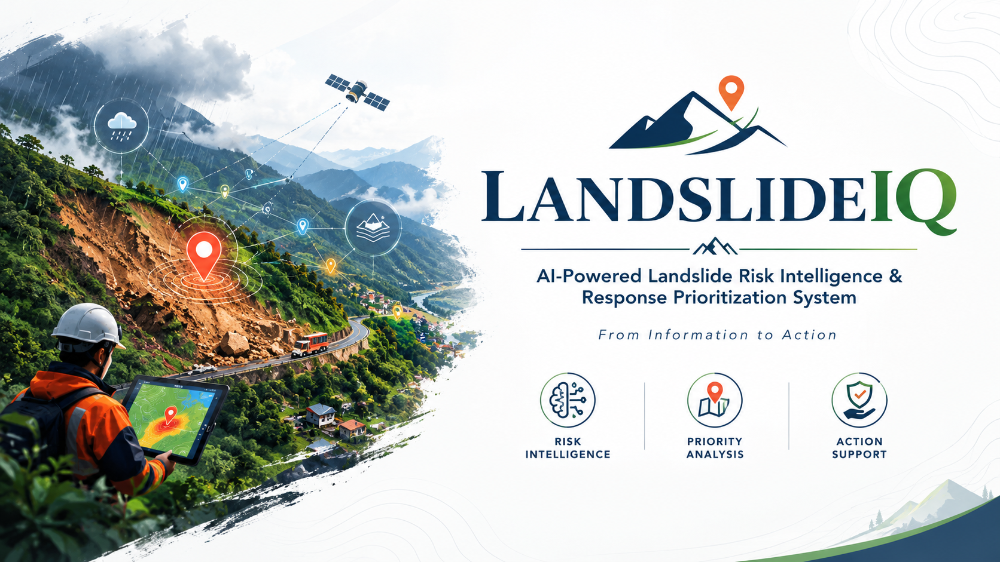 LANDSLIDEIQ
AI-Powered Landslide Risk Intelligence &
Response Prioritization System
From Information to Action
RISK
INTELLIGENCE
PRIORITY
ANALYSIS
ACTION
SUPPORT